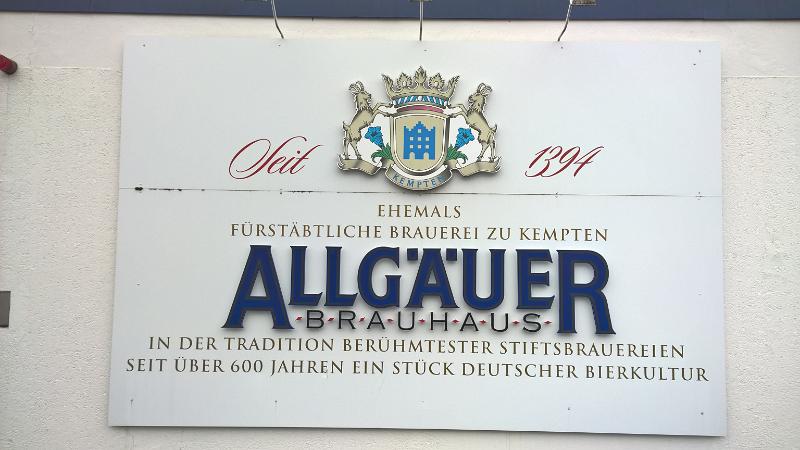 KEMPTEN
Seit 1394
EHEMALS
FÜRSTÄBTLICHE BRAUEREI ZU KEMPTEN
ALLGÄUER
BRAUHAUS
IN DER TRADITION BERÜHMTESTER STIFTSBRAUEREIEN
SEIT ÜBER 600 JAHREN EIN STÜCK DEUTSCHER BIERKULTUR